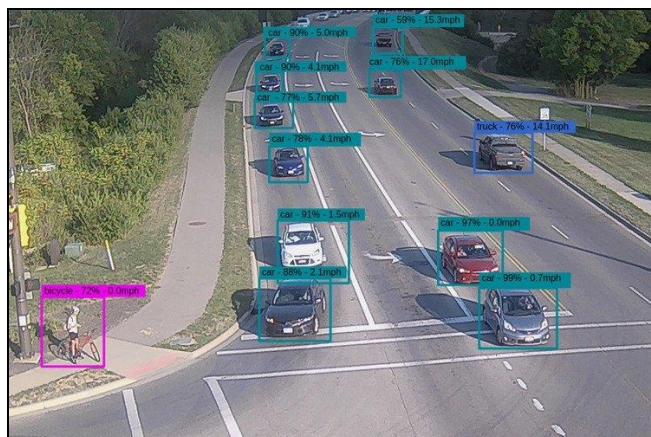 car - 90% - 5.0mph
car - 59% - 15.3mph
car - 90% - 4.1mph
car - 76% - 17.0mph
car - 77% - 5.7mph
truck - 76% - 14.1mph
car - 78% - 4.1mph
car - 91% - 1.5mph
car - 97% - 0.0mph
car - 88% - 2.1mph
car - 99% - 0.7mph
bicycle - 72% - 0.0mph